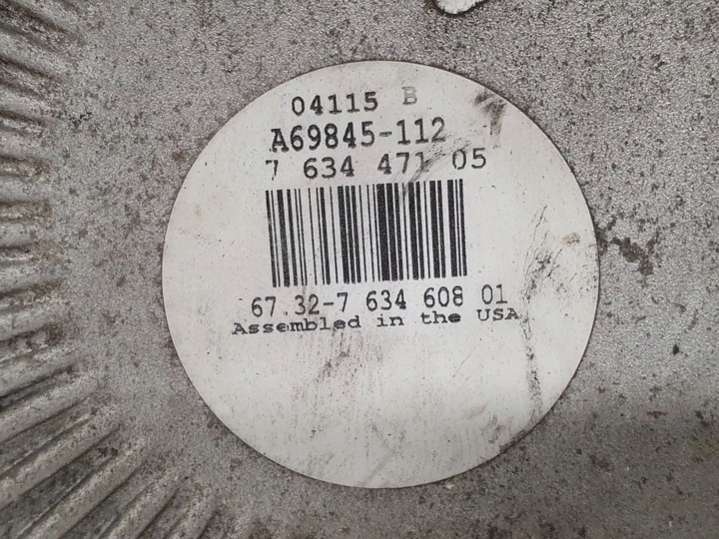 04115 B
A69845-112
7 634 471 05
67.32-7 634 608 01
Assembled in the USA